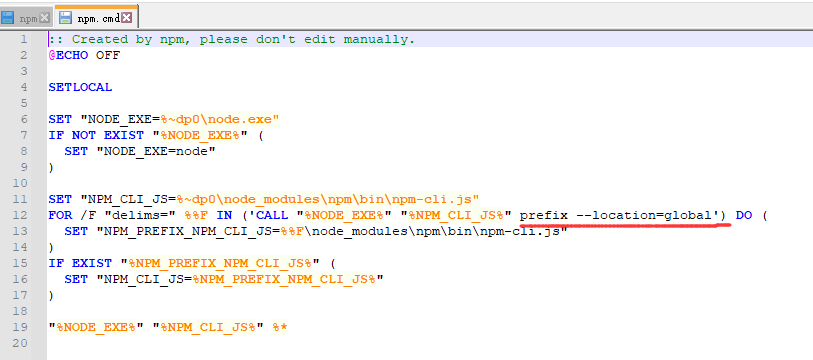 npm npm.cmd
1 :: Created by npm, please don't edit manually.
2 @ECHO OFF
3
4 SETLOCAL
5
6 SET "NODE_EXE=%~dp0\node.exe"
7 IF NOT EXIST "%NODE_EXE%" (
8   SET "NODE_EXE=node"
9 )
10
11 SET "NPM_CLI_JS=%~dp0\node_modules\npm\bin\npm-cli.js"
12 FOR /F "delims=" %%F IN ('CALL "%NODE_EXE%" "%NPM_CLI_JS%" prefix --location=global') DO (
13   SET "NPM_PREFIX_NPM_CLI_JS=%%F\node_modules\npm\bin\npm-cli.js"
14 )
15 IF EXIST "%NPM_PREFIX_NPM_CLI_JS%" (
16   SET "NPM_CLI_JS=%NPM_PREFIX_NPM_CLI_JS%"
17 )
18
19 "%NODE_EXE%" "%NPM_CLI_JS%" %*
20